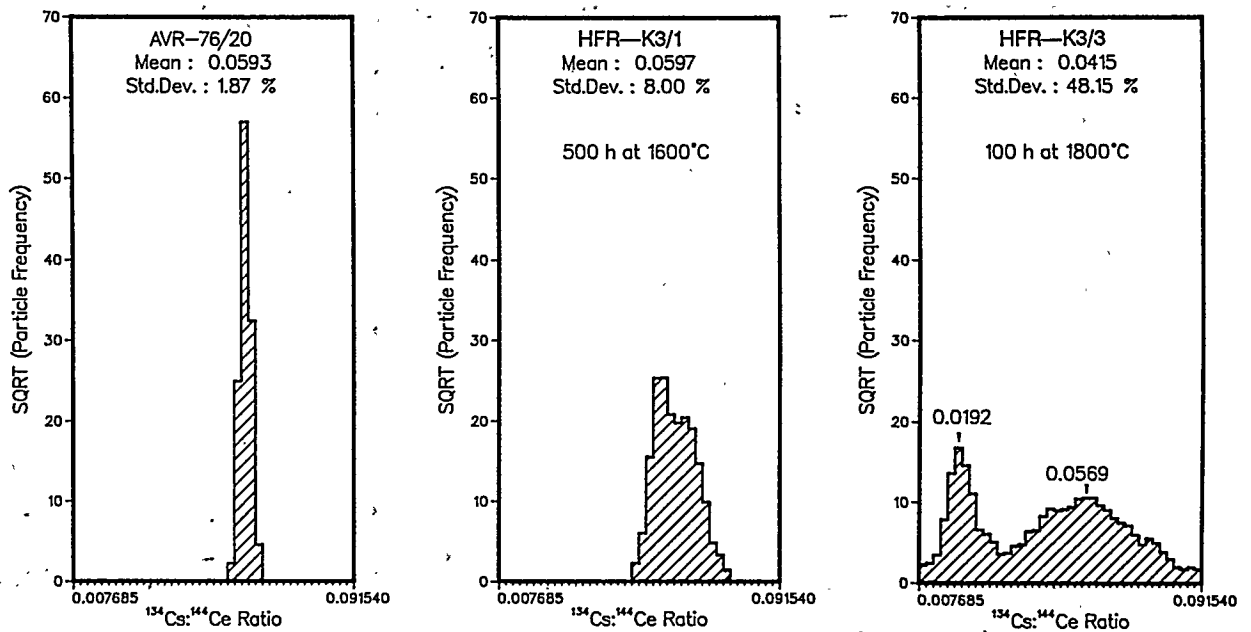 AVR–76/20
Mean : 0.0593
Std.Dev. : 1.87 %
SQRT (Particle Frequency)
70
60
50
40
30
20
10
0
0.007685
0.091540
¹³⁴Cs:¹⁴⁴Ce Ratio
HFR—K3/1
Mean : 0.0597
Std.Dev. : 8.00 %
500 h at 1600°C
SQRT (Particle Frequency)
70
60
50
40
30
20
10
0
0.007685
0.091540
¹³⁴Cs:¹⁴⁴Ce Ratio
HFR—K3/3
Mean : 0.0415
Std.Dev. : 48.15 %
100 h at 1800°C
SQRT (Particle Frequency)
70
60
50
40
30
20
10
0
0.0192
0.0569
0.007685
0.091540
¹³⁴Cs:¹⁴⁴Ce Ratio